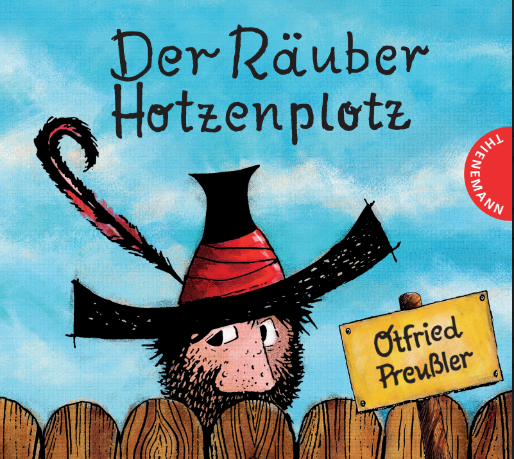 Der Räuber
Hotzenplotz
THIENEMANN
Otfried
Preußler